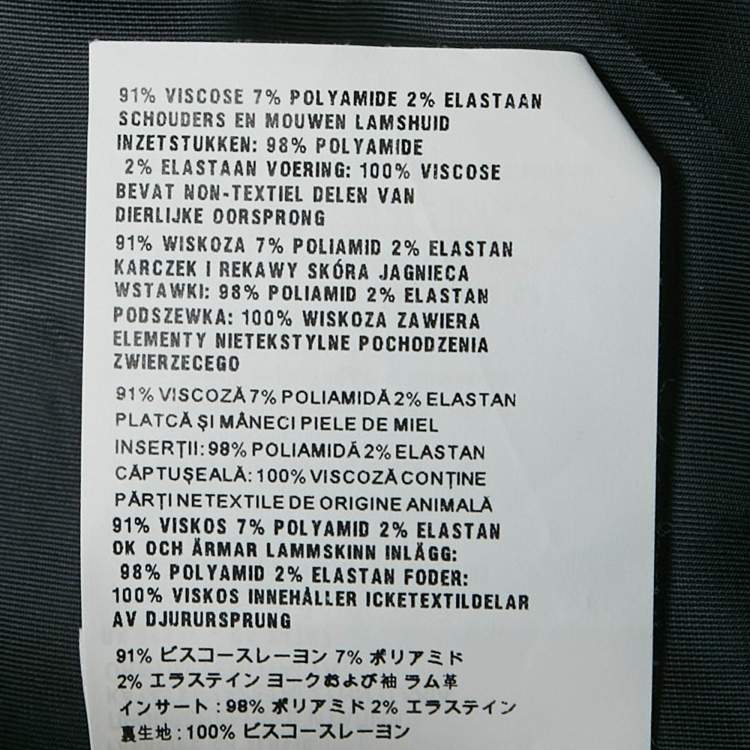 91% VISCOSE 7% POLYAMIDE 2% ELASTAAN
SCHOUDERS EN MOUWEN LAMSHUID
INZETSTUKKEN: 98% POLYAMIDE
2% ELASTAAN VOERING: 100% VISCOSE
BEVAT NON-TEXTIEL DELEN VAN
DIERLIJKE OORSPRONG
91% WISKOZA 7% POLIAMID 2% ELASTAN
KARCZEK I REKAWY SKÓRA JAGNIECA
WSTAWKI: 98% POLIAMID 2% ELASTAN
PODSZEWKA: 100% WISKOZA ZAWIERA
ELEMENTY NIETEKSTYLNE POCHODZENIA
ZWIERZECEGO
91% VISCOZĂ 7% POLIAMIDĂ 2% ELASTAN
PLATCĂ ȘI MÂNECI PIELE DE MIEL
INSERȚII: 98% POLIAMIDĂ 2% ELASTAN
CĂPTUȘEALĂ: 100% VISCOZĂ CONȚINE
PĂRȚI NETEXTILE DE ORIGINE ANIMALĂ
91% VISKOS 7% POLYAMID 2% ELASTAN
OK OCH ÄRMAR LAMMSKINN INLÄGG:
98% POLYAMID 2% ELASTAN FODER:
100% VISKOS INNEHÅLLER ICKETEXTILDELAR
AV DJURURSPRUNG
91% ビスコースレーヨン 7% ポリアミド
2% エラステイン ヨークおよび袖 ラム革
インサート : 98% ポリアミド 2% エラステイン
裏生地 : 100% ビスコースレーヨン